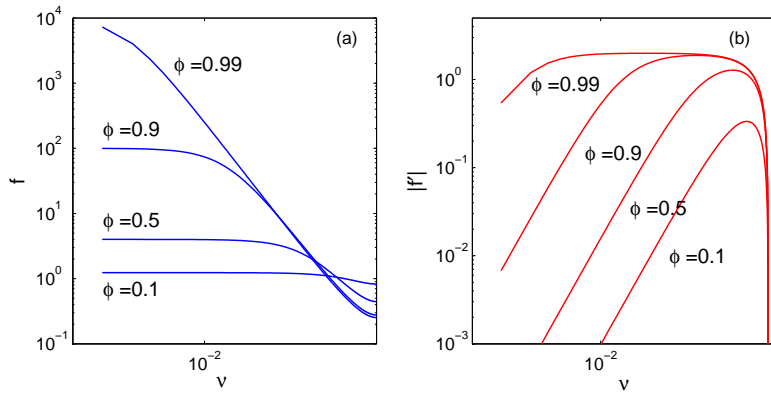 (a)
10^4
10^3
10^2
10^1
10^0
10^-1
f
ϕ =0.99
ϕ =0.9
ϕ =0.5
ϕ =0.1
10^-2
ν
(b)
10^0
10^-1
10^-2
10^-3
|f'|
ϕ =0.99
ϕ =0.9
ϕ =0.5
ϕ =0.1
10^-2
ν